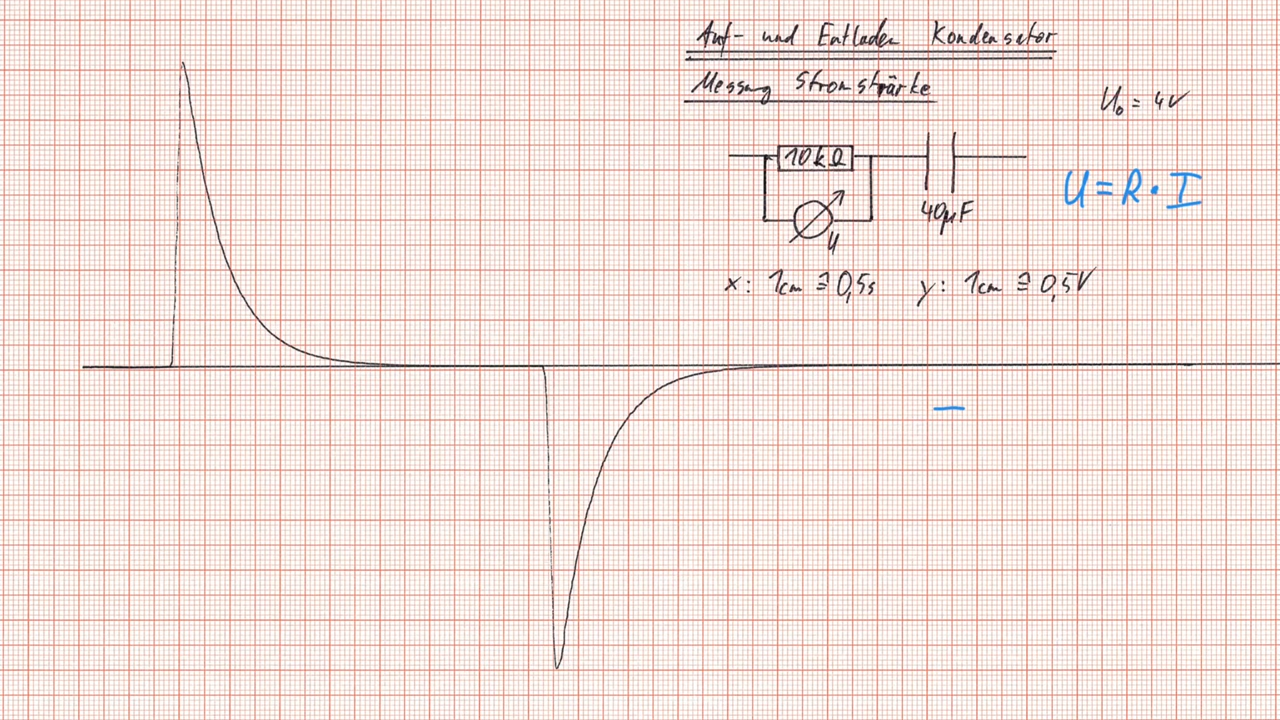 Auf- und Entladen Kondensator
Messung Stromstärke
U₀ = 4V
10kΩ
U = R · I
40µF
U
x: 1cm ≙ 0,5s y: 1cm ≙ 0,5V